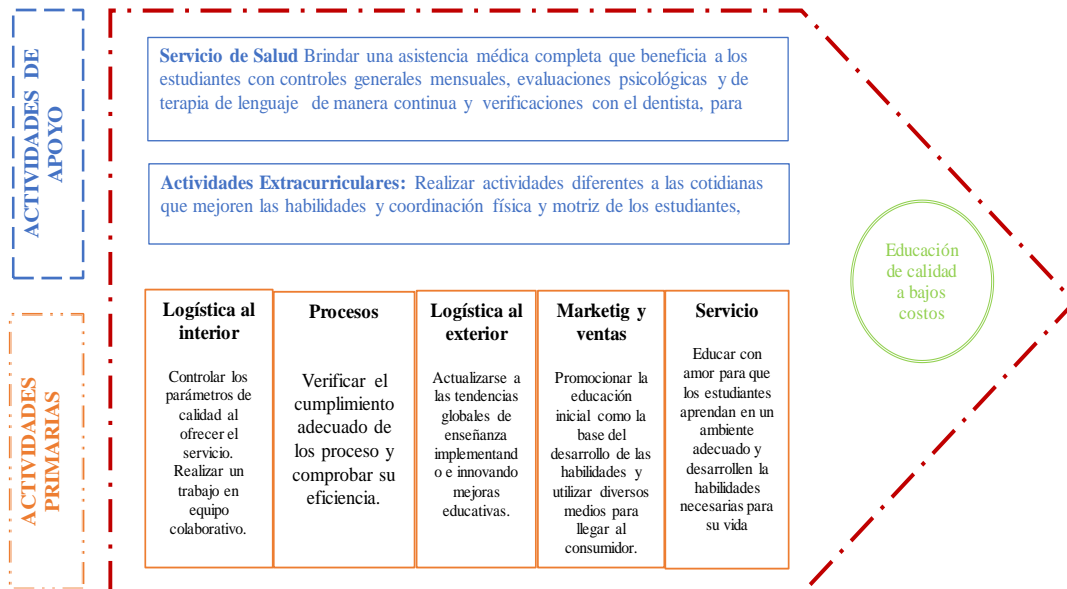 ACTIVIDADES DE
APOYO
Servicio de Salud Brindar una asistencia médica completa que beneficia a los
estudiantes con controles generales mensuales, evaluaciones psicológicas y de
terapia de lenguaje de manera continua y verificaciones con el dentista, para
Actividades Extracurriculares: Realizar actividades diferentes a las cotidianas
que mejoren las habilidades y coordinación física y motriz de los estudiantes,
Educación
de calidad
a bajos
costos
ACTIVIDADES
PRIMARIAS
Logística al
interior
Controlar los
parámetros de
calidad al
ofrecer el
servicio.
Realizar un
trabajo en
equipo
colaborativo.
Procesos
Verificar el
cumplimiento
adecuado de
los proceso y
comprobar su
eficiencia.
Logística al
exterior
Actualizarse a
las tendencias
globales de
enseñanza
implementand
o e innovando
mejoras
educativas.
Marketig y
ventas
Promocionar la
educación
inicial como la
base del
desarrollo de las
habilidades y
utilizar diversos
medios para
llegar al
consumidor.
Servicio
Educar con
amor para que
los estudiantes
aprendan en un
ambiente
adecuado y
desarrollen la
habilidades
necesarias para
su vida